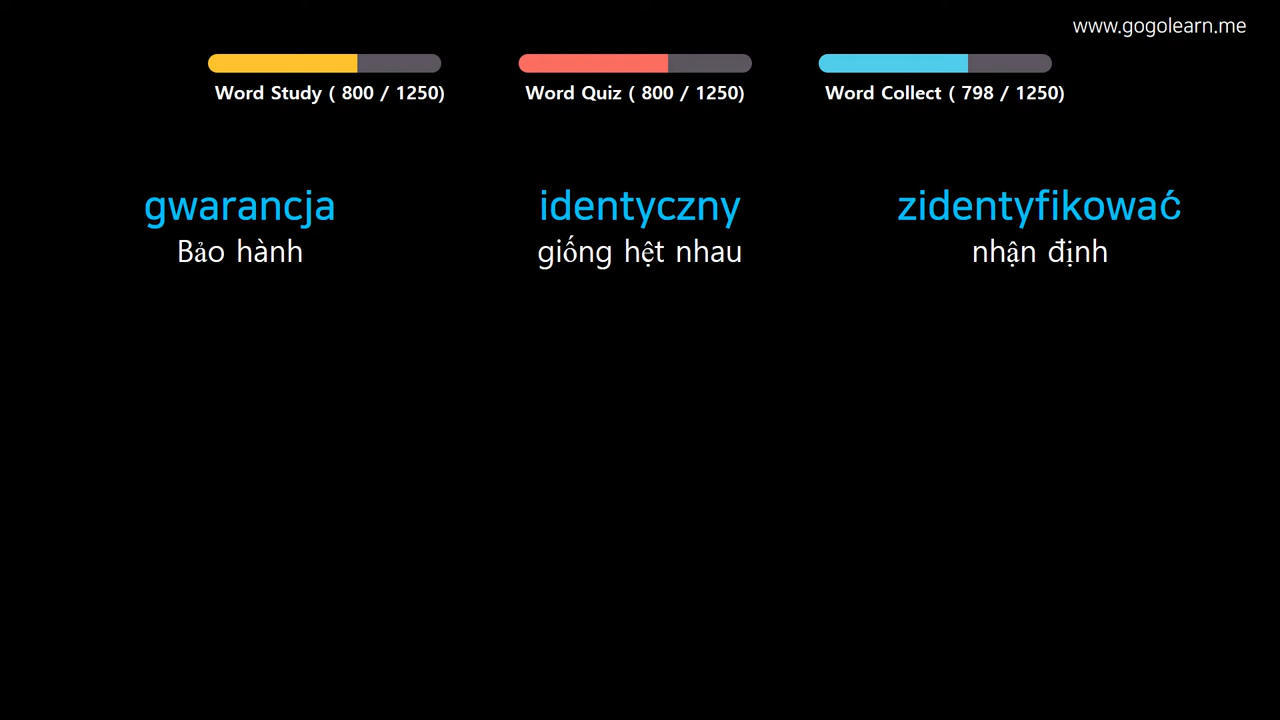 www.gogolearn.me
Word Study ( 800 / 1250)
Word Quiz ( 800 / 1250)
Word Collect ( 798 / 1250)
gwarancja
Bảo hành
identyczny
giống hệt nhau
zidentyfikować
nhận định